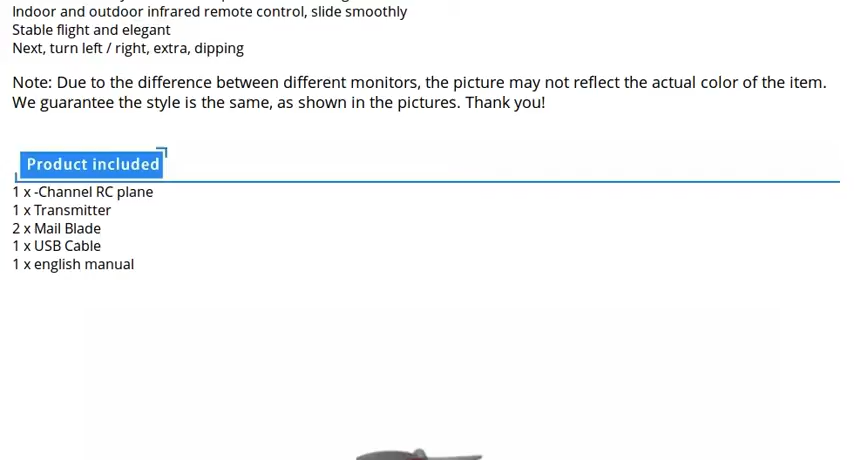 Indoor and outdoor infrared remote control, slide smoothly
Stable flight and elegant
Next, turn left / right, extra, dipping
Note: Due to the difference between different monitors, the picture may not reflect the actual color of the item.
We guarantee the style is the same, as shown in the pictures. Thank you!
Product included
1 x -Channel RC plane
1 x Transmitter
2 x Mail Blade
1 x USB Cable
1 x english manual